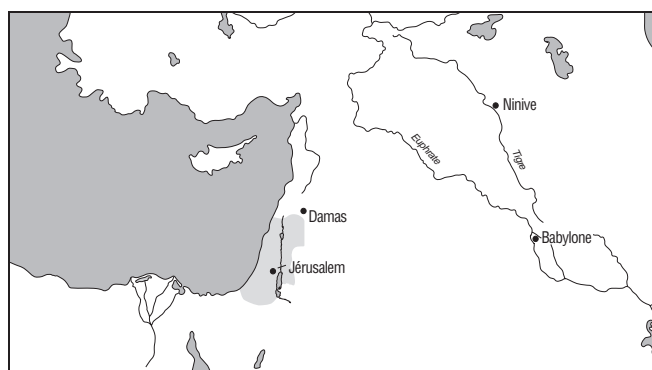 Ninive
Euphrate
Tigre
Damas
Babylone
Jérusalem